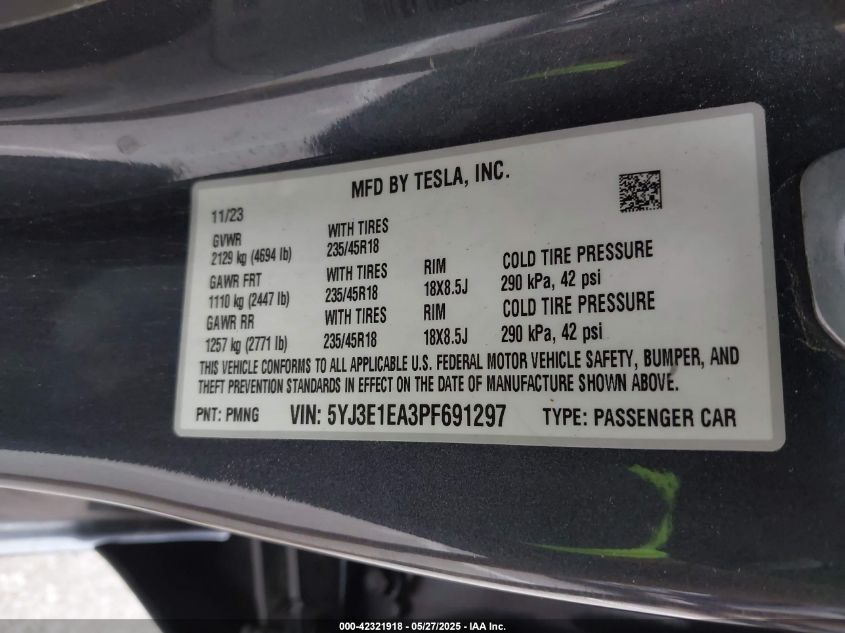 MFD BY TESLA, INC.
11/23
GVWR WITH TIRES
2129 kg (4694 lb) 235/45R18
GAWR FRT WITH TIRES RIM COLD TIRE PRESSURE
1110 kg (2447 lb) 235/45R18 18X8.5J 290 kPa, 42 psi
GAWR RR WITH TIRES RIM COLD TIRE PRESSURE
1257 kg (2771 lb) 235/45R18 18X8.5J 290 kPa, 42 psi
THIS VEHICLE CONFORMS TO ALL APPLICABLE U.S. FEDERAL MOTOR VEHICLE SAFETY, BUMPER, AND
THEFT PREVENTION STANDARDS IN EFFECT ON THE DATE OF MANUFACTURE SHOWN ABOVE.
PNT: PMNG VIN: 5YJ3E1EA3PF691297 TYPE: PASSENGER CAR
000-42321918 - 05/27/2025 - IAA Inc.